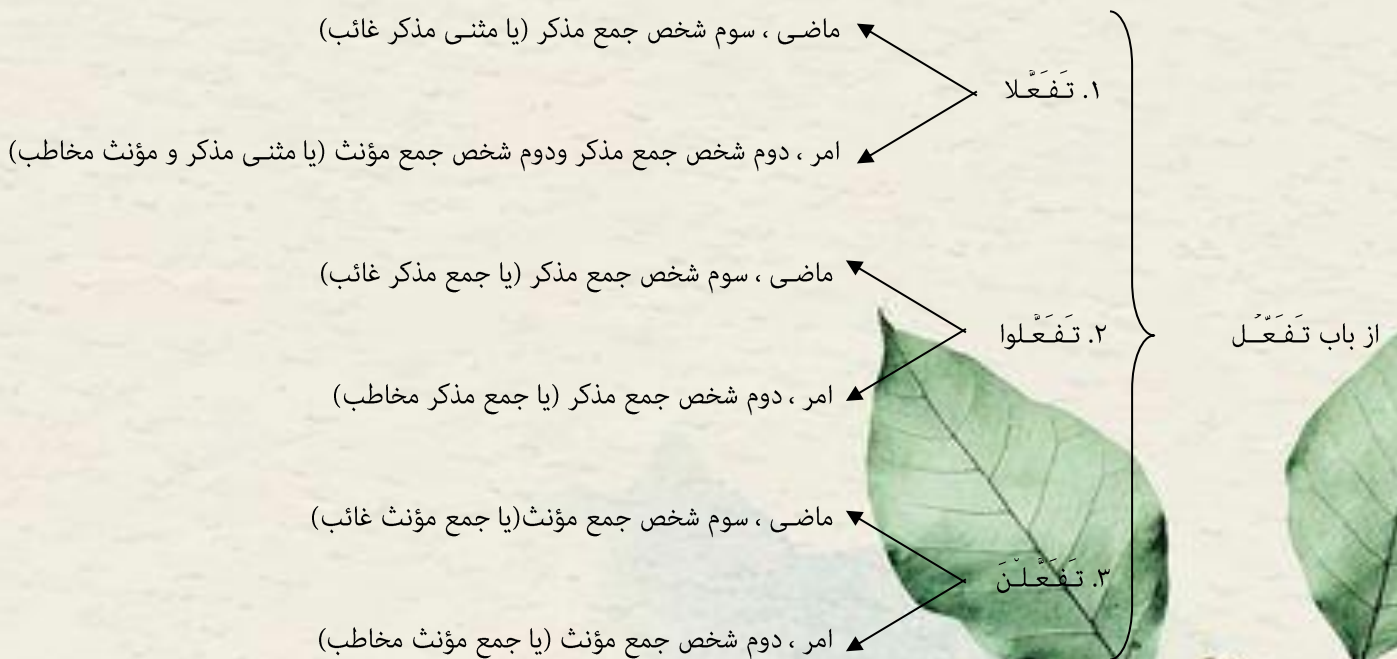 از باب تَفَعُّل
۱. تَفَعَّلا
ماضی ، سوم شخص جمع مذکر (یا مثنی مذکر غائب)
امر ، دوم شخص جمع مذکر ودوم شخص جمع مؤنث (یا مثنی مذکر و مؤنث مخاطب)
۲. تَفَعَّلوا
ماضی ، سوم شخص جمع مذکر (یا جمع مذکر غائب)
امر ، دوم شخص جمع مذکر (یا جمع مذکر مخاطب)
۳. تَفَعَّلْنَ
ماضی ، سوم شخص جمع مؤنث(یا جمع مؤنث غائب)
امر ، دوم شخص جمع مؤنث (یا جمع مؤنث مخاطب)